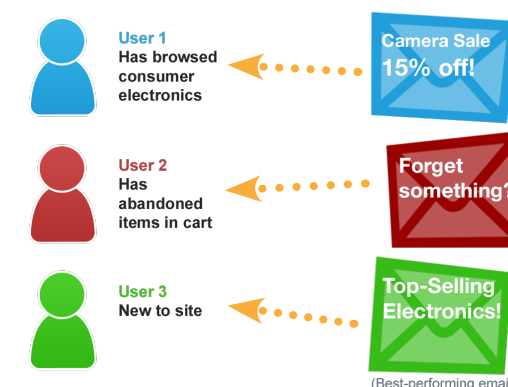 User 1
Has browsed
consumer
electronics
Camera Sale
15% off!
User 2
Has
abandoned
items in cart
Forget
something?
User 3
New to site
Top-Selling
Electronics!
(Best-performing emai